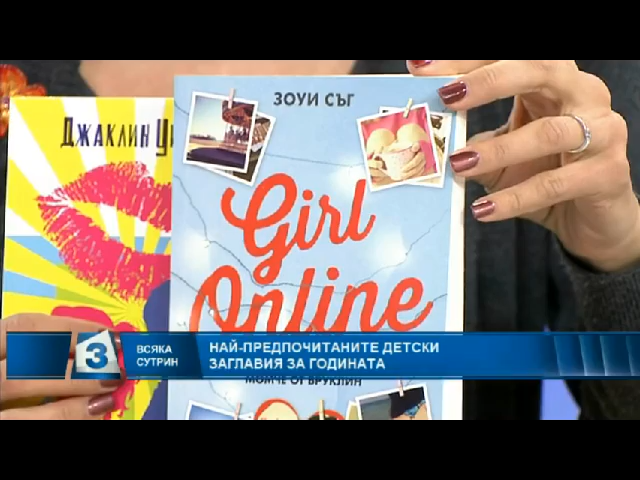 ЗОУИ СЪГ
ДЖАКЛИН
Girl
Online
3
ВСЯКА
СУТРИН
НАЙ-ПРЕДПОЧИТАНИТЕ ДЕТСКИ
ЗАГЛАВИЯ ЗА ГОДИНАТА
МОМЧЕ ОТ БРУКЛИН